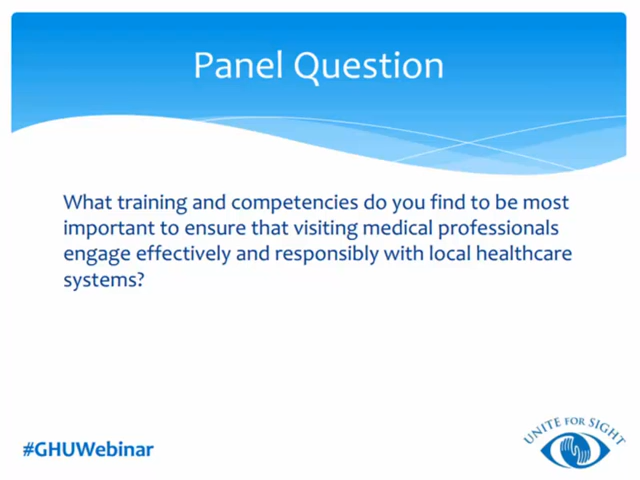 Panel Question
What training and competencies do you find to be most
important to ensure that visiting medical professionals
engage effectively and responsibly with local healthcare
systems?
#GHUWebinar
UNITE FOR SIGHT